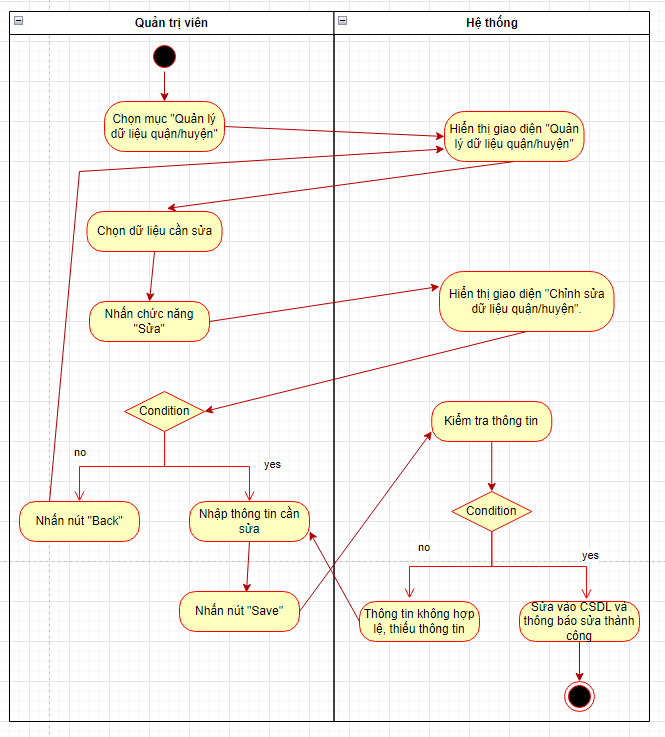 Quản trị viên
Hệ thống
Chọn mục "Quản lý
dữ liệu quận/huyện"
Hiển thị giao diện "Quản
lý dữ liệu quận/huyện"
Chọn dữ liệu cần sửa
Nhấn chức năng
"Sửa"
Hiển thị giao diện "Chỉnh sửa
dữ liệu quận/huyện".
Condition
no
yes
Nhấn nút "Back"
Nhập thông tin cần
sửa
Nhấn nút "Save"
Kiểm tra thông tin
Condition
no
yes
Thông tin không hợp
lệ, thiếu thông tin
Sửa vào CSDL và
thông báo sửa thành
công